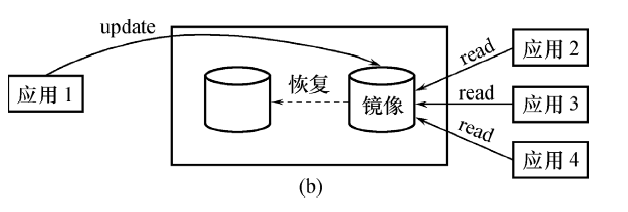 update
应用 1
恢复
镜像
read
应用 2
read
应用 3
read
应用 4
(b)